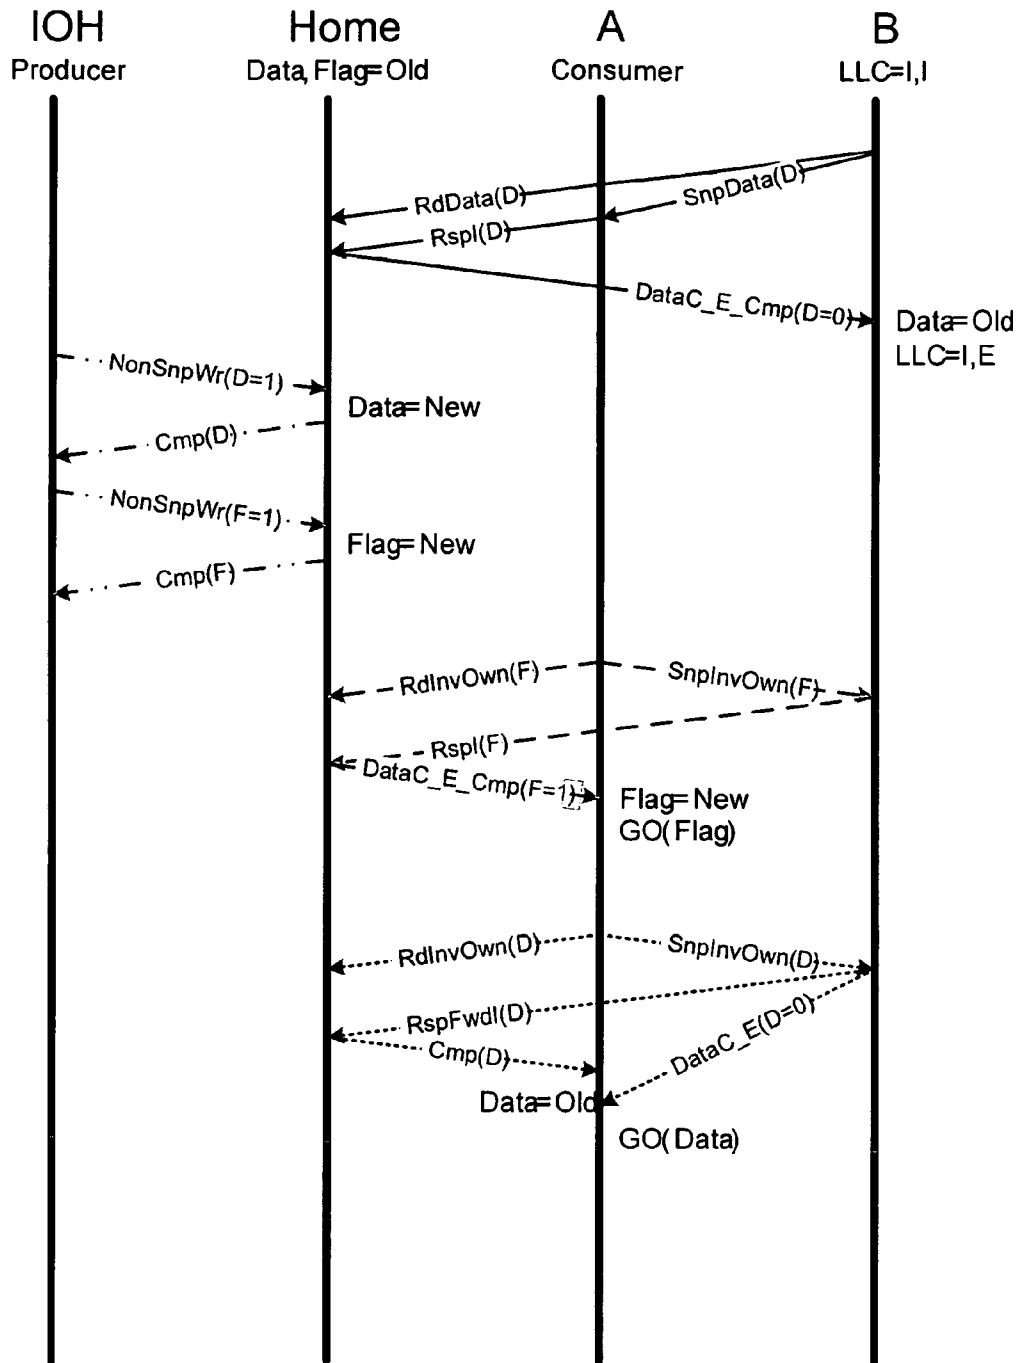 IOH Home A B
Producer Data, Flag=Old Consumer LLC=I,I
RdData(D)
SnpData(D)
RspI(D)
DataC_E_Cmp(D=0)
Data=Old
LLC=I,E
NonSnpWr(D=1)
Data=New
Cmp(D)
NonSnpWr(F=1)
Flag=New
Cmp(F)
RdInvOwn(F)
SnpInvOwn(F)
RspI(F)
DataC_E_Cmp(F=1)
Flag=New
GO(Flag)
RdInvOwn(D)
SnpInvOwn(D)
RspFwdI(D)
Cmp(D)
DataC_E(D=0)
Data=Old
GO(Data)